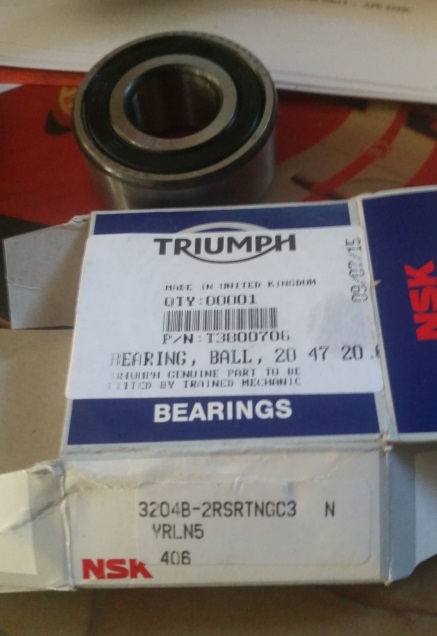 TRIUMPH
MADE IN UNITED KINGDOM
QTY:00001
P/N:T3800706
BEARING, BALL, 20 47 20.
TRIUMPH GENUINE PART TO BE
FITTED BY TRAINED MECHANIC
09/07/15
NSK
BEARINGS
3204B-2RSRTNGC3 N
YRLN5
NSK 406